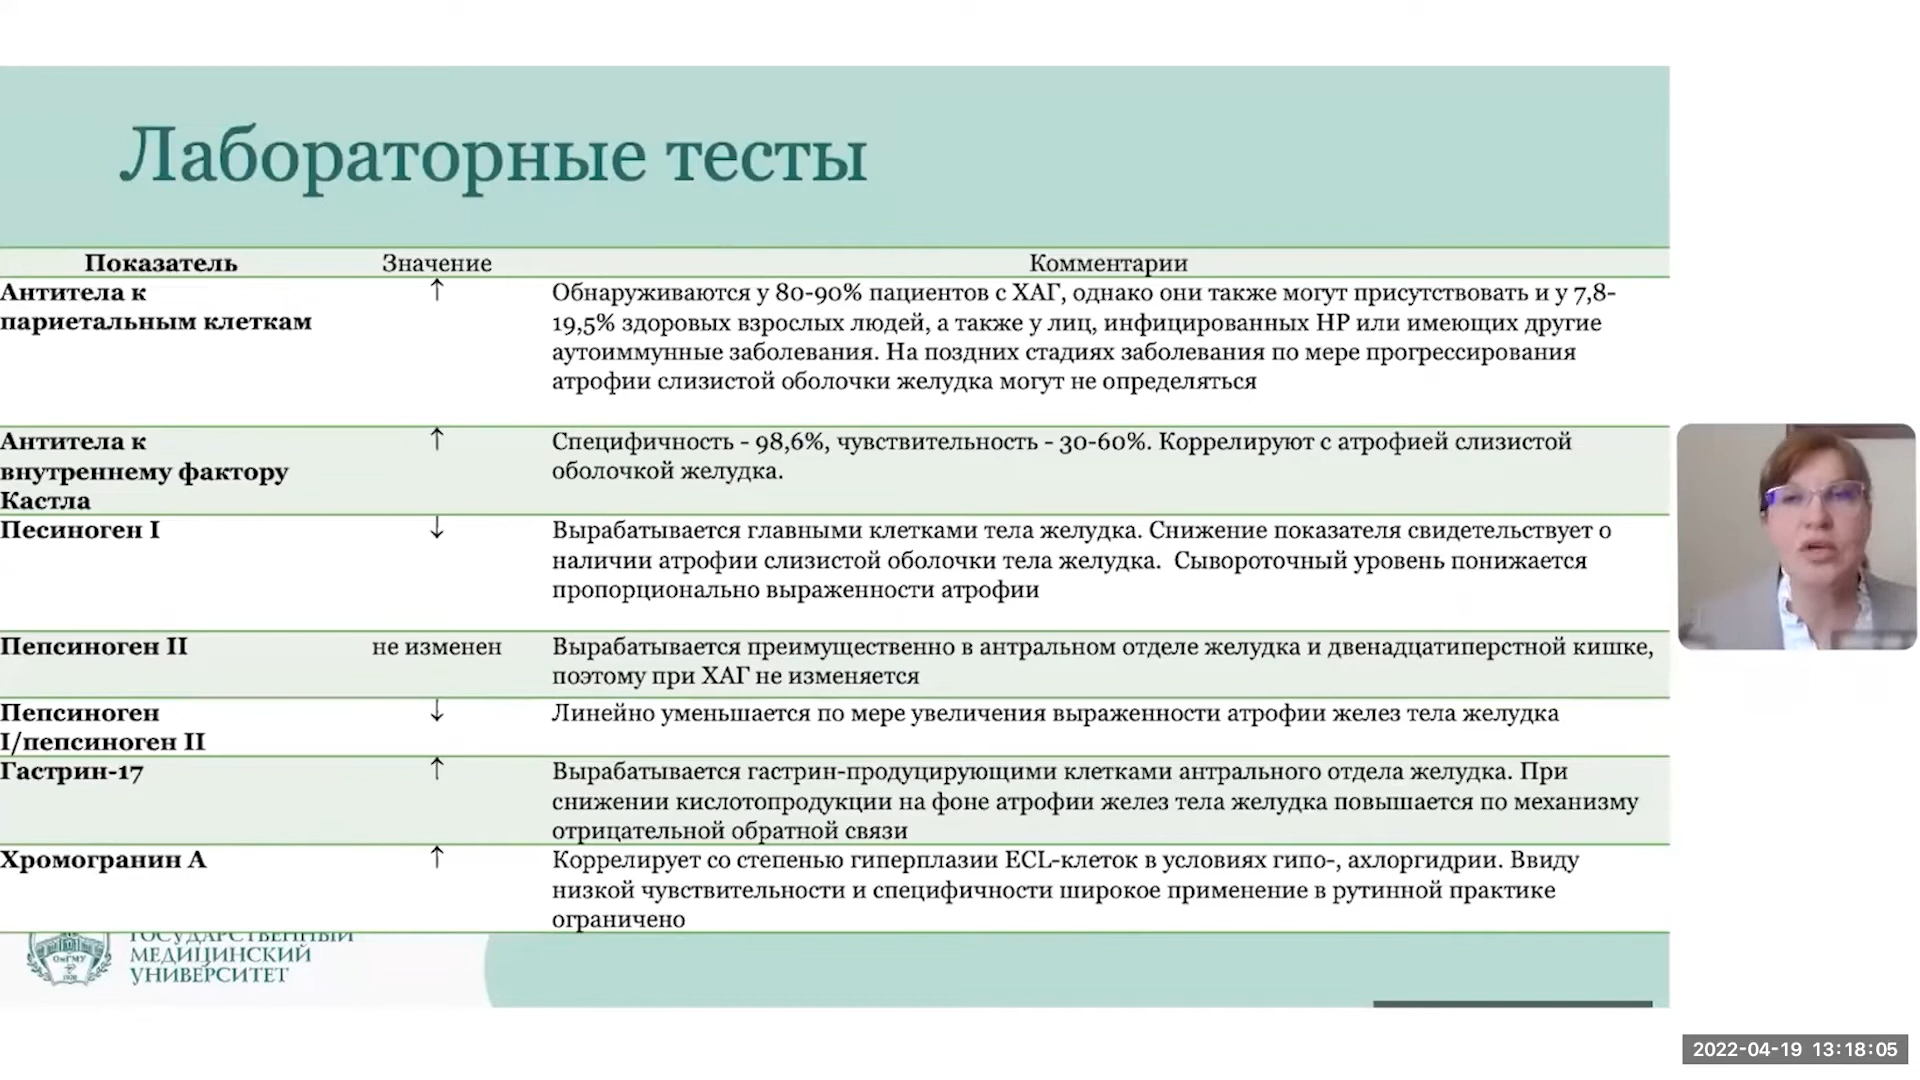 Лабораторные тесты
Показатель Значение Комментарии
Антитела к париетальным клеткам ↑ Обнаруживаются у 80-90% пациентов с ХАГ, однако они также могут присутствовать и у 7,8-
19,5% здоровых взрослых людей, а также у лиц, инфицированных HP или имеющих другие
аутоиммунные заболевания. На поздних стадиях заболевания по мере прогрессирования
атрофии слизистой оболочки желудка могут не определяться
Антитела к внутреннему фактору Кастла ↑ Специфичность - 98,6%, чувствительность - 30-60%. Коррелируют с атрофией слизистой
оболочкой желудка.
Песиноген I ↓ Вырабатывается главными клетками тела желудка. Снижение показателя свидетельствует о
наличии атрофии слизистой оболочки тела желудка. Сывороточный уровень понижается
пропорционально выраженности атрофии
Пепсиноген II не изменен Вырабатывается преимущественно в антральном отделе желудка и двенадцатиперстной кишке,
поэтому при ХАГ не изменяется
Пепсиноген I/пепсиноген II ↓ Линейно уменьшается по мере увеличения выраженности атрофии желез тела желудка
Гастрин-17 ↑ Вырабатывается гастрин-продуцирующими клетками антрального отдела желудка. При
снижении кислотопродукции на фоне атрофии желез тела желудка повышается по механизму
отрицательной обратной связи
Хромогранин А ↑ Коррелирует со степенью гиперплазии ECL-клеток в условиях гипо-, ахлоргидрии. Ввиду
низкой чувствительности и специфичности широкое применение в рутинной практике
ограничено
ГОСУДАРСТВЕННЫЙ
МЕДИЦИНСКИЙ
УНИВЕРСИТЕТ
ОмГМУ
2022-04-19 13:18:05